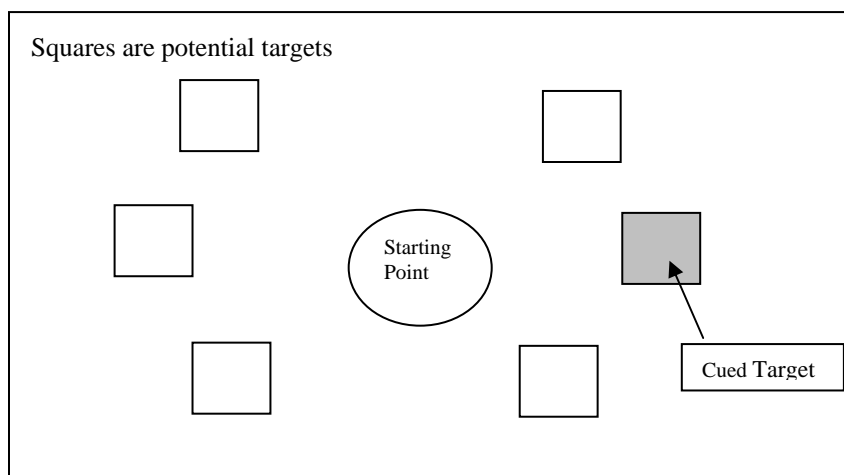 Squares are potential targets
Starting
Point
Cued Target